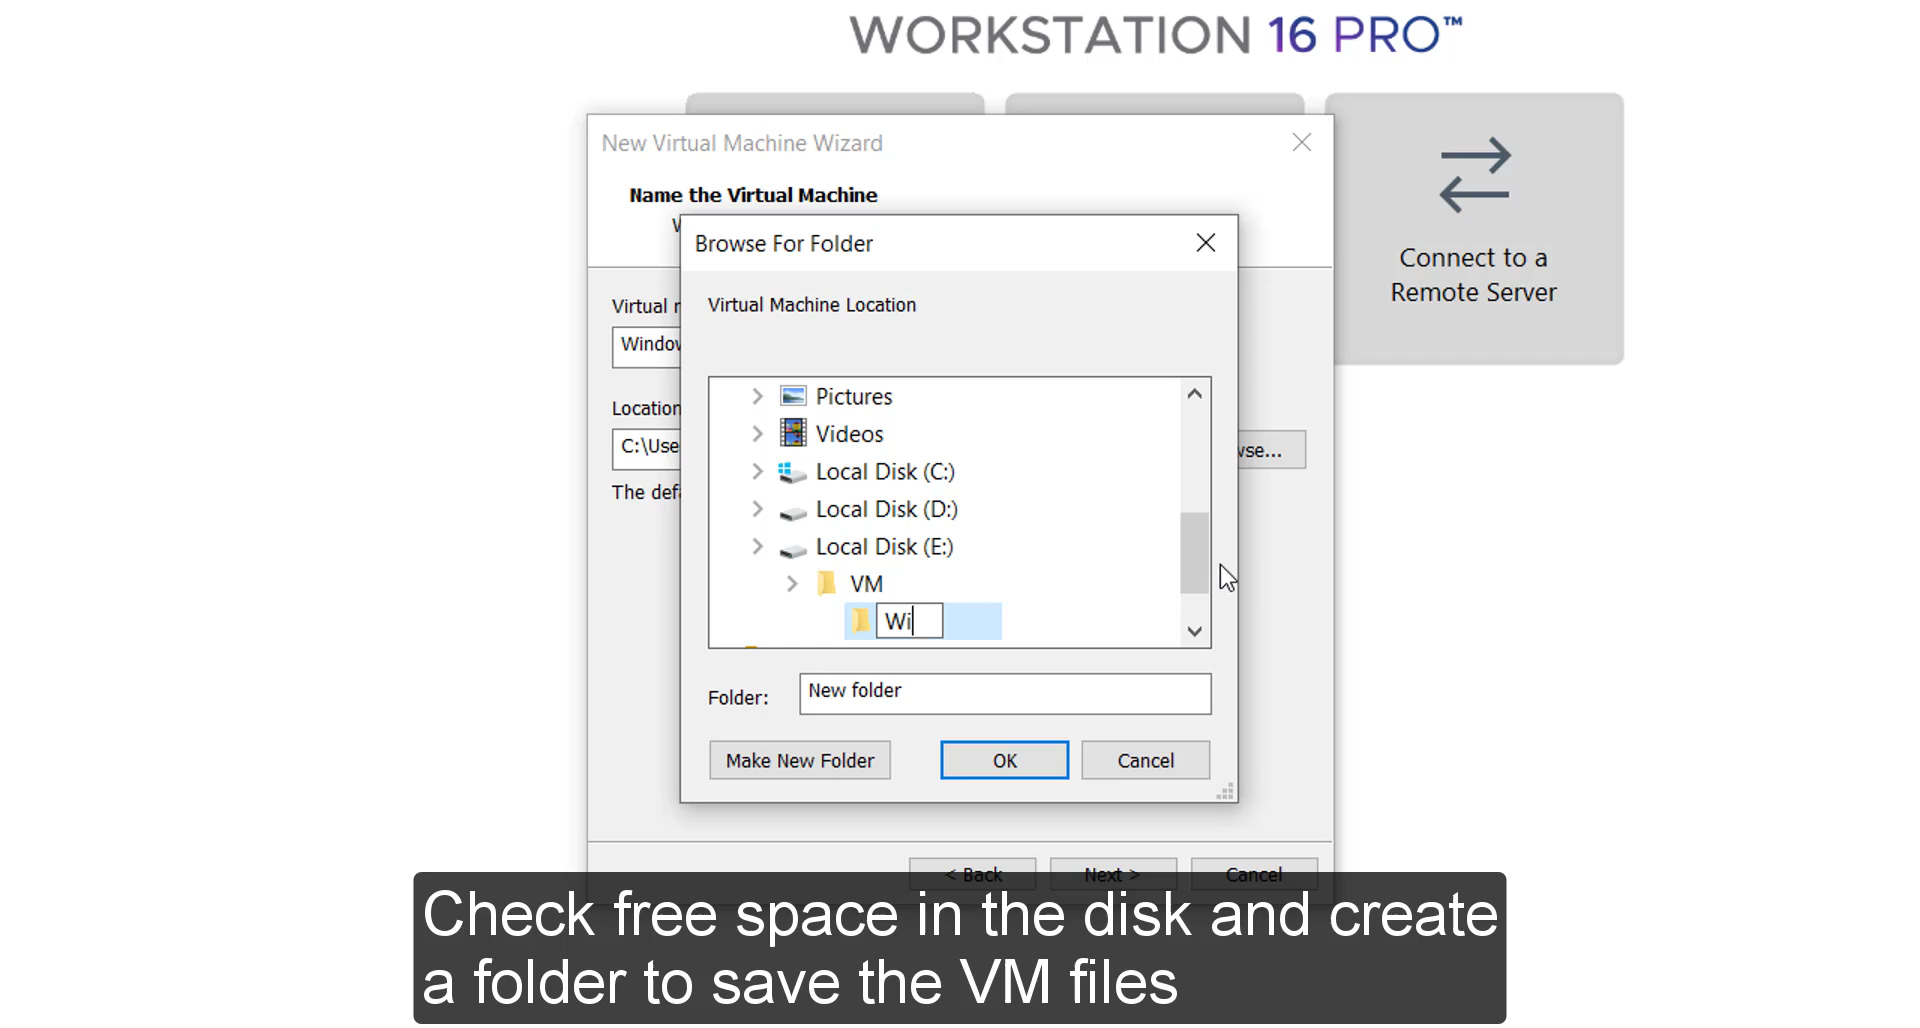 WORKSTATION 16 PRO™
New Virtual Machine Wizard
Name the Virtual Machine
Browse For Folder
Connect to a
Remote Server
Virtual Machine Location
Virtual
Window
Location
C:\Use
The defa
Pictures
Videos
Local Disk (C:)
Local Disk (D:)
Local Disk (E:)
VM
Wi
wse...
Folder:
New folder
Make New Folder
OK
Cancel
< Back
Next >
Cancel
Check free space in the disk and create
a folder to save the VM files